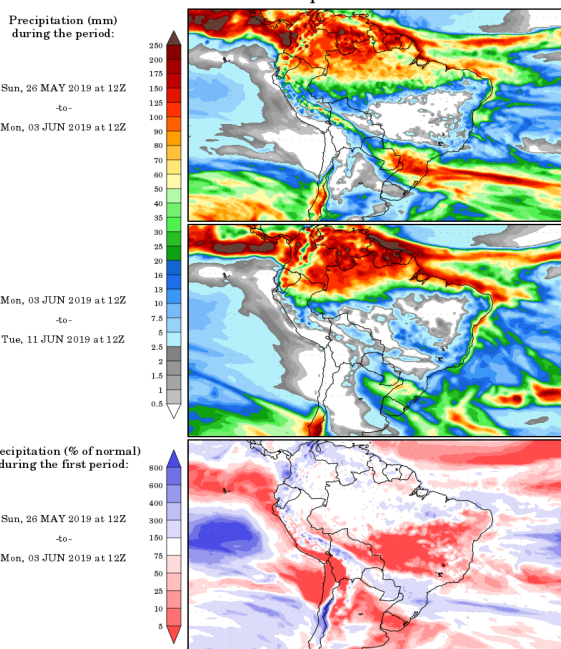 Precipitation (mm)
during the period:
250
200
175
150
125
100
90
80
70
60
50
40
35
30
25
20
16
13
10
7.5
5
2.5
2
1.5
1
0.5
Sun, 26 MAY 2019 at 12Z
-to-
Mon, 03 JUN 2019 at 12Z
Mon, 03 JUN 2019 at 12Z
-to-
Tue, 11 JUN 2019 at 12Z
ecipitation (% of normal)
during the first period:
800
600
400
300
150
75
50
25
10
5
Sun, 26 MAY 2019 at 12Z
-to-
Mon, 03 JUN 2019 at 12Z